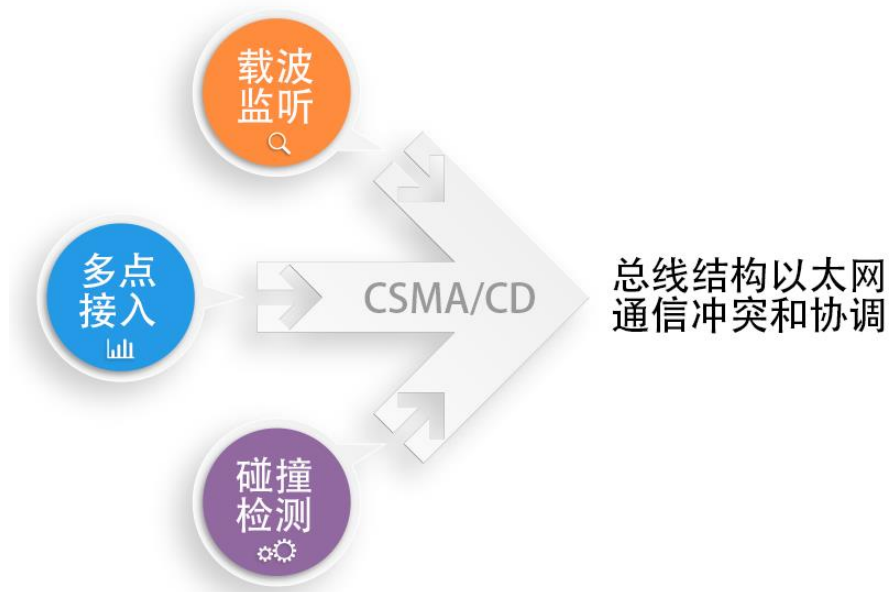 载波
监听
多点
接入
CSMA/CD
总线结构以太网
通信冲突和协调
碰撞
检测